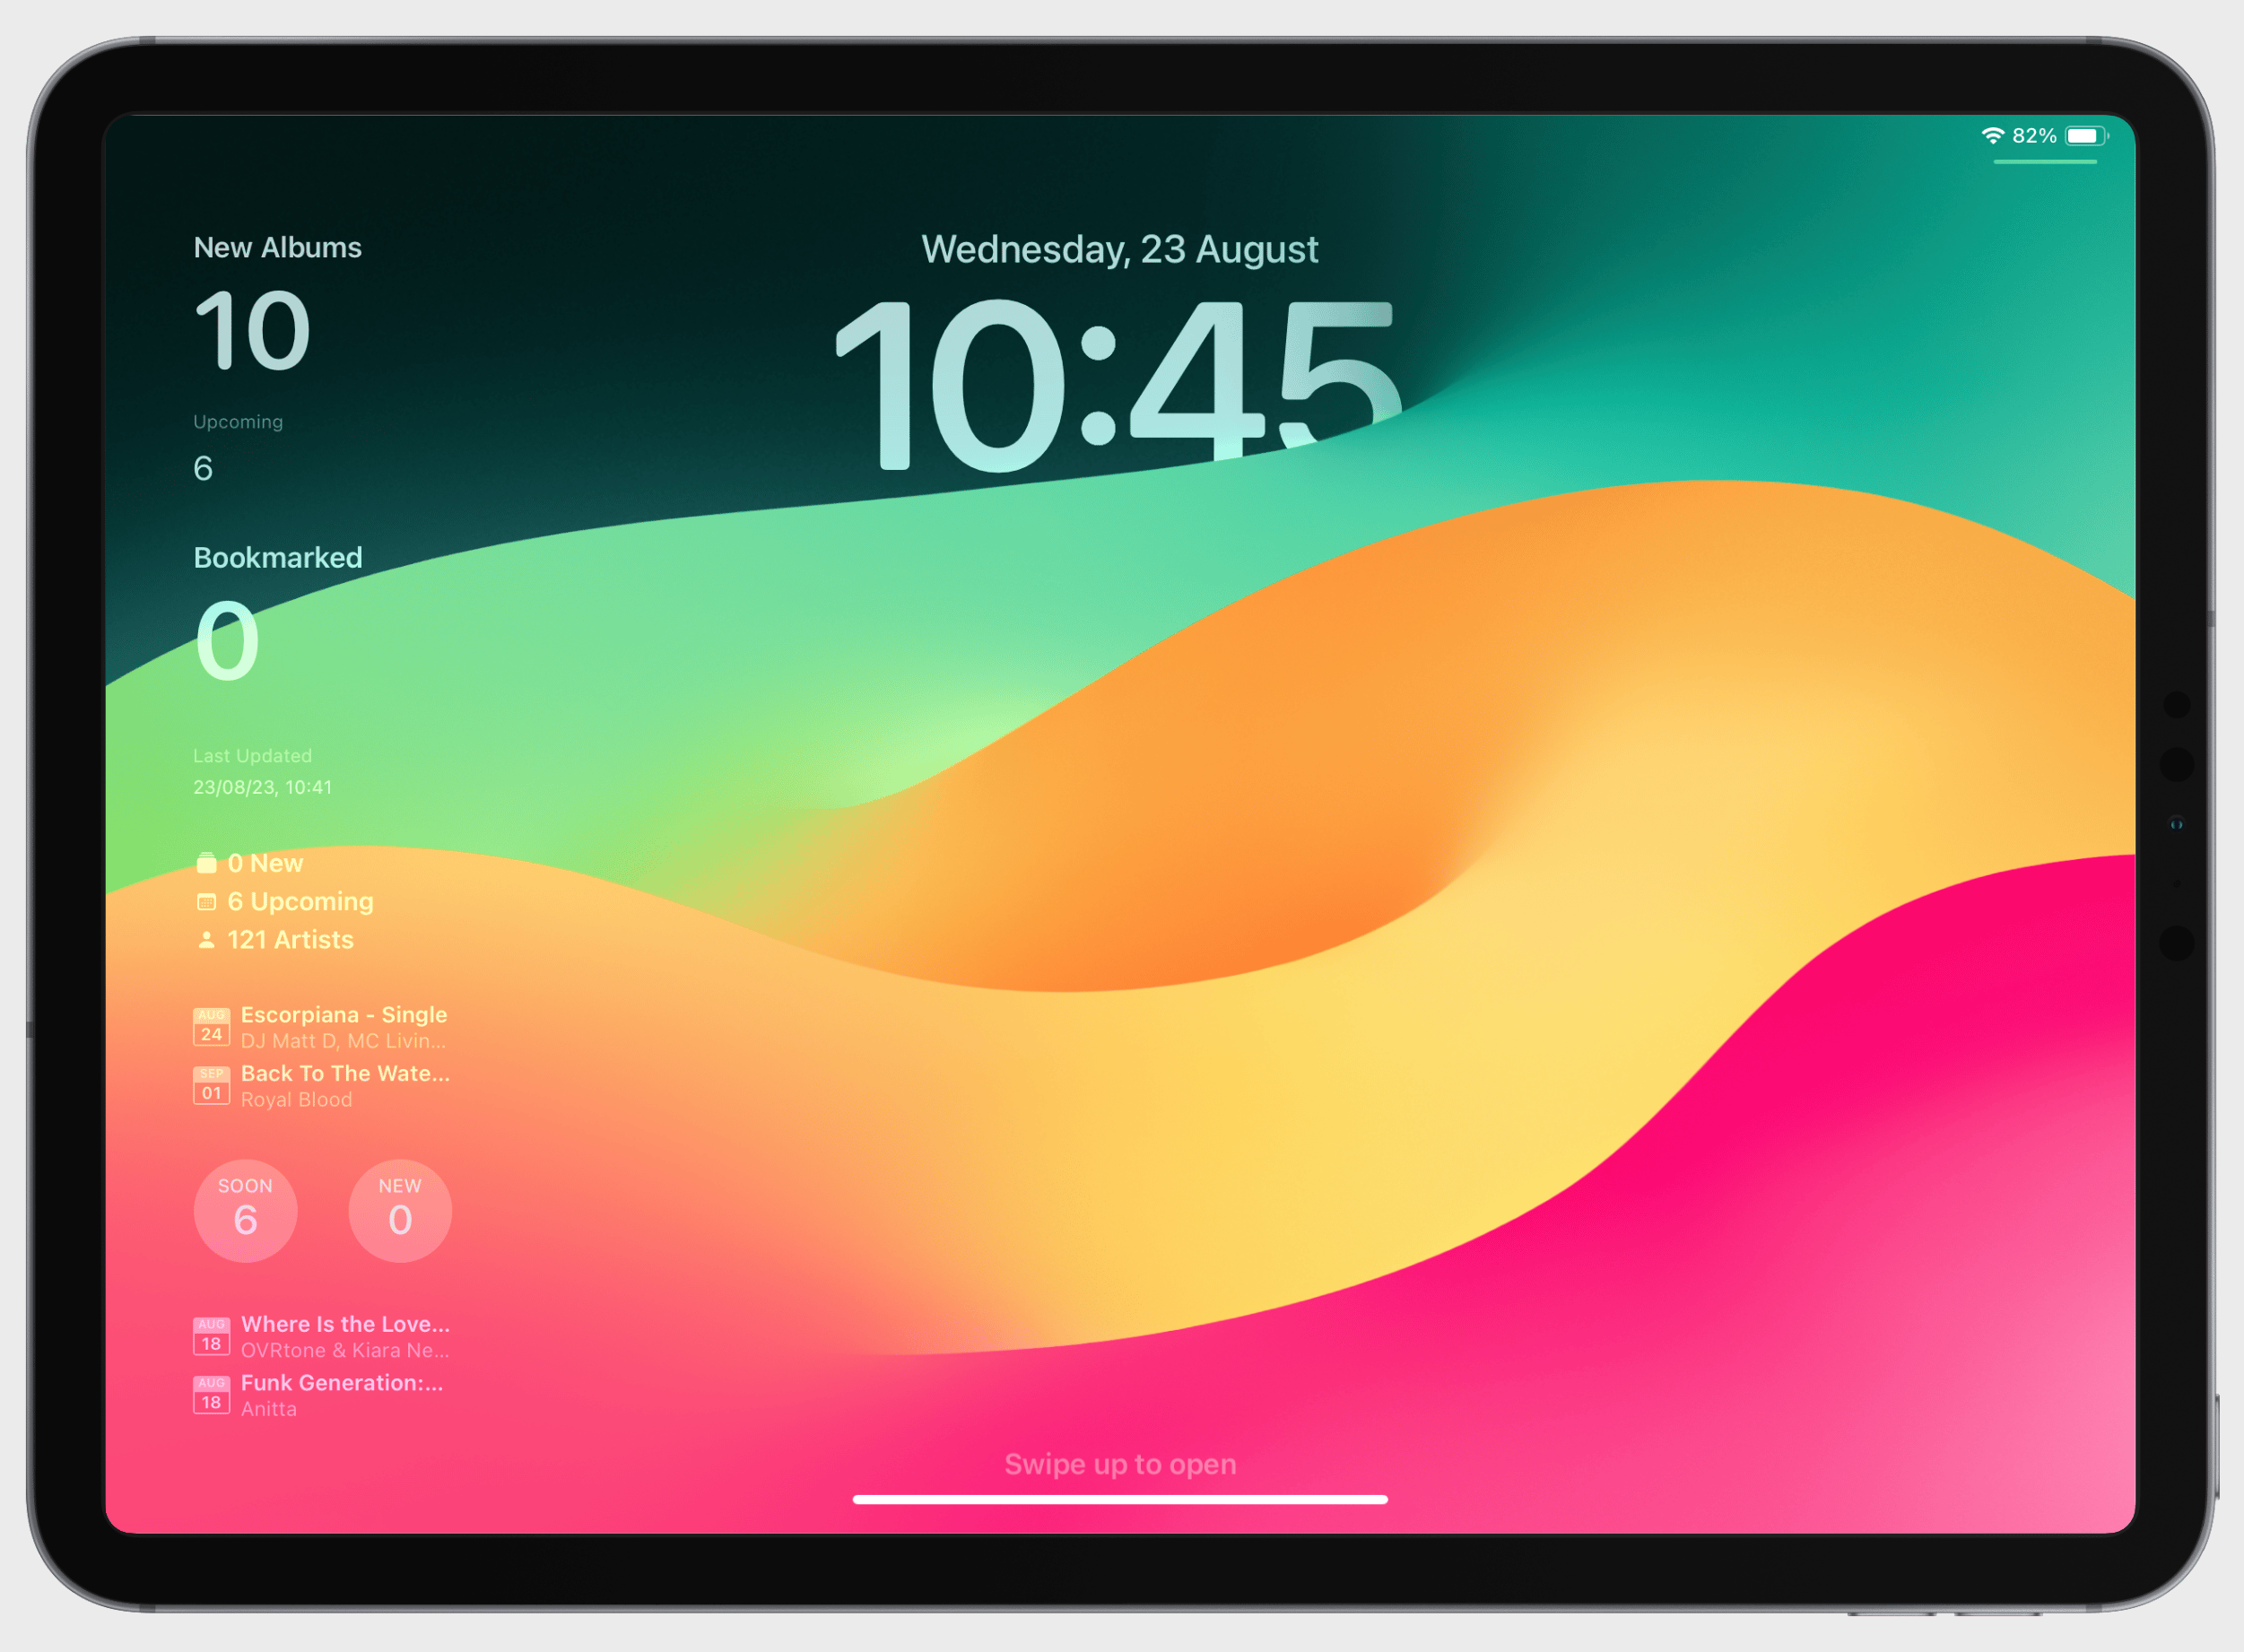 82%
New Albums
10
Upcoming
6
Bookmarked
0
Last Updated
23/08/23, 10:41
0 New
6 Upcoming
121 Artists
AUG
24
Escorpiana - Single
DJ Matt D, MC Livin...
SEP
01
Back To The Wate...
Royal Blood
SOON
6
NEW
0
AUG
18
Where Is the Love...
OVRtone & Kiara Ne...
AUG
18
Funk Generation:...
Anitta
Wednesday, 23 August
10:45
Swipe up to open